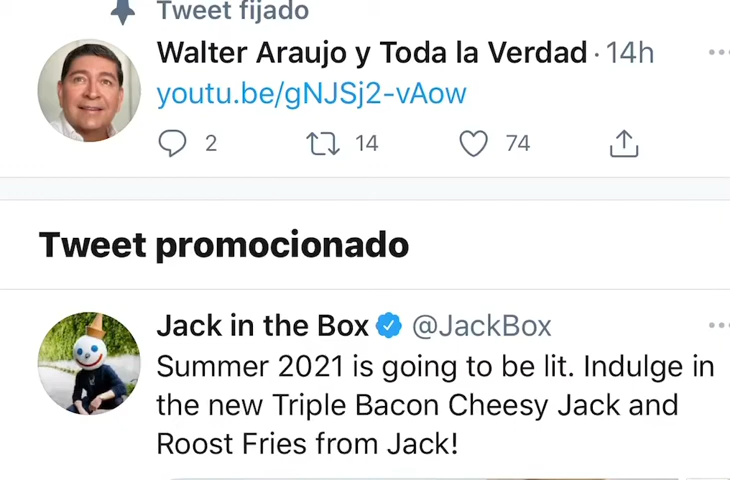 Tweet fijado
Walter Araujo y Toda la Verdad · 14h
youtu.be/gNJSj2-vAow
2 14 74
Tweet promocionado
Jack in the Box @JackBox
Summer 2021 is going to be lit. Indulge in
the new Triple Bacon Cheesy Jack and
Roost Fries from Jack!